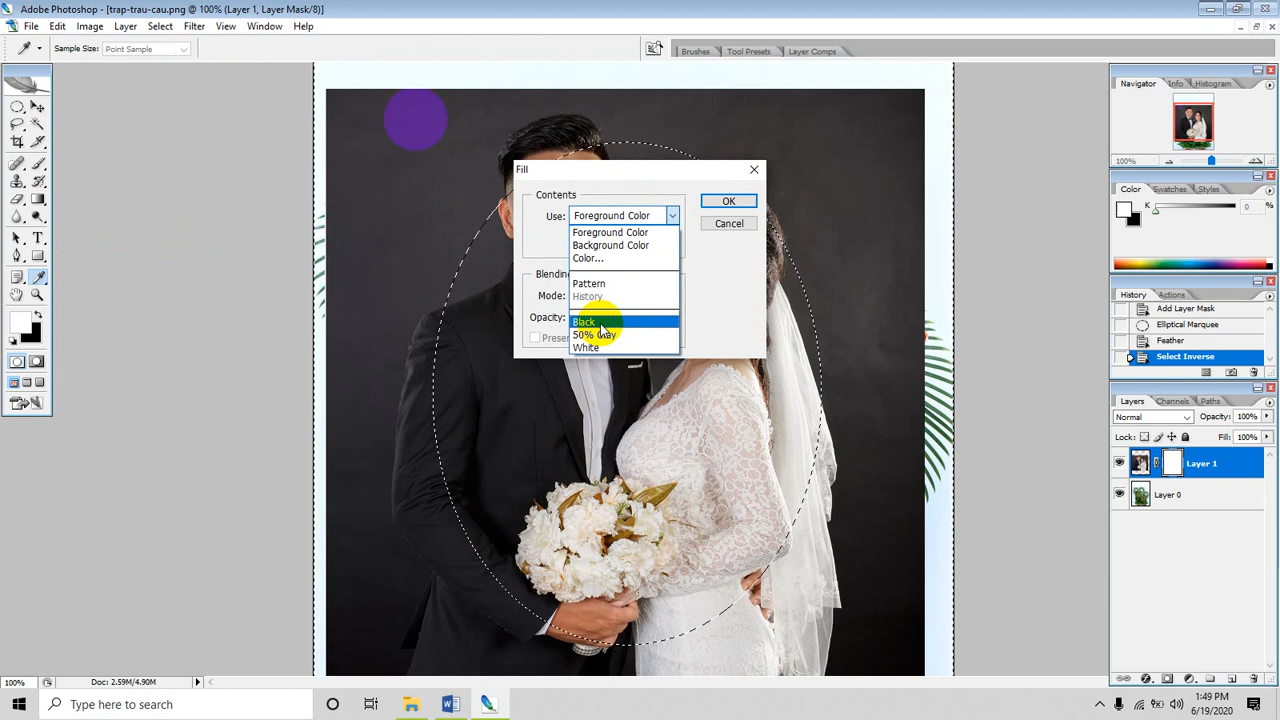 Adobe Photoshop - [trap-trau-cau.png @ 100% (Layer 1, Layer Mask/8)]
File Edit Image Layer Select Filter View Window Help
Sample Size: Point Sample
Brushes Tool Presets Layer Comps
Navigator Info Histogram
100%
Color Swatches Styles
K 0 %
History Actions
Add Layer Mask
Elliptical Marquee
Feather
Select Inverse
Layers Channels Paths
Normal Opacity: 100%
Lock: Fill: 100%
Layer 1
Layer 0
Fill
Contents
Use: Foreground Color
OK
Cancel
Foreground Color
Background Color
Color...
Pattern
History
Black
50% Gray
White
Blending
Mode:
Opacity:
Preser
100% Doc: 2.59M/4.90M
Type here to search
1:49 PM
6/19/2020